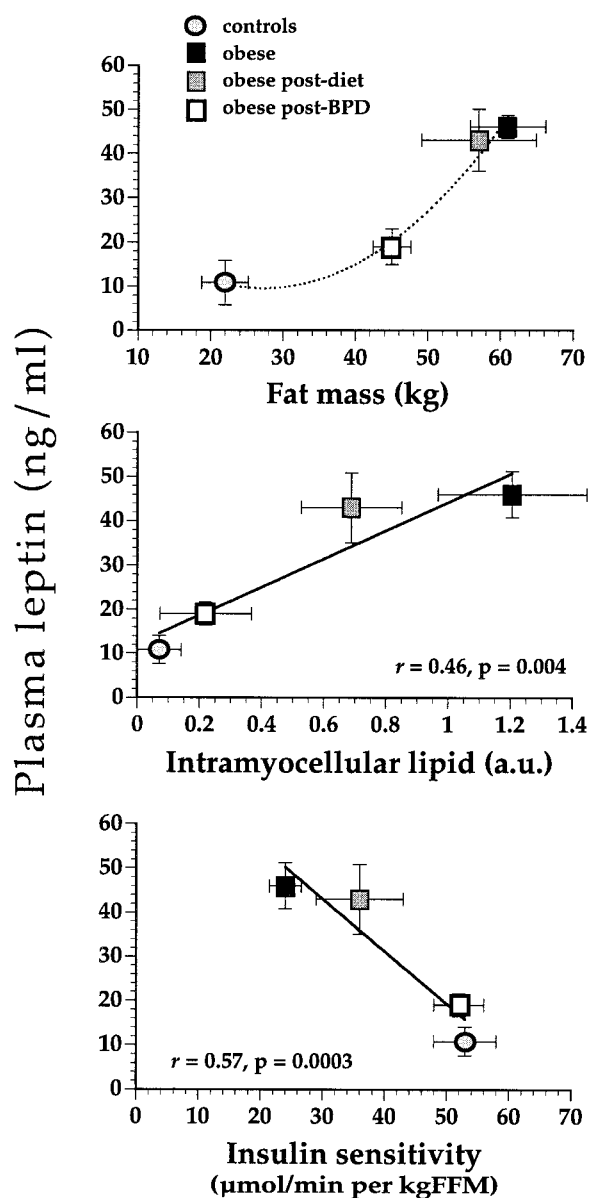 controls
obese
obese post-diet
obese post-BPD
60
50
40
30
20
10
0
10 20 30 40 50 60 70
Fat mass (kg)
Plasma leptin (ng/ml)
60
50
40
30
20
10
0
r = 0.46, p = 0.004
0 0.2 0.4 0.6 0.8 1 1.2 1.4
Intramyocellular lipid (a.u.)
60
50
40
30
20
10
0
r = 0.57, p = 0.0003
0 10 20 30 40 50 60 70
Insulin sensitivity
(μmol/min per kgFFM)